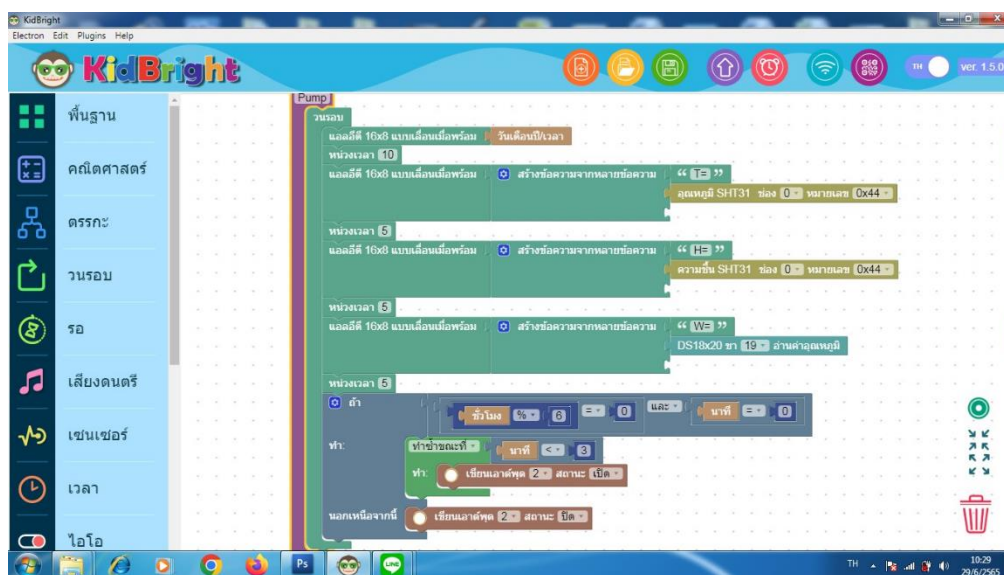 KidBright
Electron Edit Plugins Help
KidBright
TH
ver. 1.5.0
พื้นฐาน
คณิตศาสตร์
ตรรกะ
วนรอบ
รอ
เสียงดนตรี
เซ่นเซอร์
เวลา
ไอโอ
Pump
วนรอบ
แอลอีดี 16x8 แบบเลื่อนเมื่อพร้อม วันเดือนปี/เวลา
หน่วงเวลา 10
แอลอีดี 16x8 แบบเลื่อนเมื่อพร้อม สร้างข้อความจากหลายข้อความ “ T= ”
อุณหภูมิ SHT31 ช่อง 0 หมายเลข 0x44
หน่วงเวลา 5
แอลอีดี 16x8 แบบเลื่อนเมื่อพร้อม สร้างข้อความจากหลายข้อความ “ H= ”
ความชื้น SHT31 ช่อง 0 หมายเลข 0x44
หน่วงเวลา 5
แอลอีดี 16x8 แบบเลื่อนเมื่อพร้อม สร้างข้อความจากหลายข้อความ “ W= ”
DS18x20 ขา 19 อ่านค่าอุณหภูมิ
หน่วงเวลา 5
ถ้า ชั่วโมง % 6 = 0 และ นาที = 0
ทำ: ทำซ้ำขณะที่ นาที < 3
ทำ: เขียนเอาต์พุต 2 สถานะ เปิด
นอกเหนือจากนี้ เขียนเอาต์พุต 2 สถานะ ปิด
Ps
LINE
TH
10:29
29/6/2565